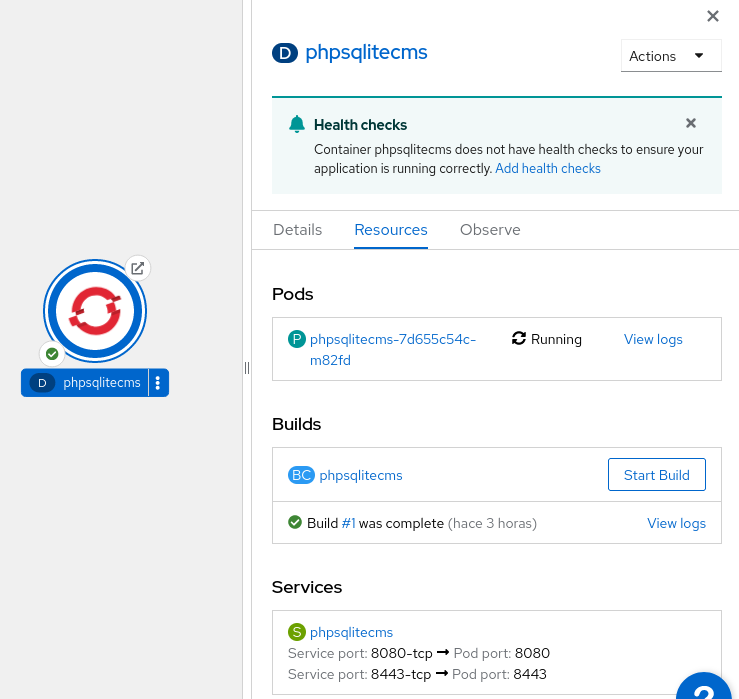 D phpsqlitecms
Actions
Health checks
Container phpsqlitecms does not have health checks to ensure your
application is running correctly. Add health checks
Details Resources Observe
D phpsqlitecms
Pods
P phpsqlitecms-7d655c54c-
m82fd
Running
View logs
Builds
BC phpsqlitecms
Start Build
Build #1 was complete (hace 3 horas)
View logs
Services
S phpsqlitecms
Service port: 8080-tcp → Pod port: 8080
Service port: 8443-tcp → Pod port: 8443
?